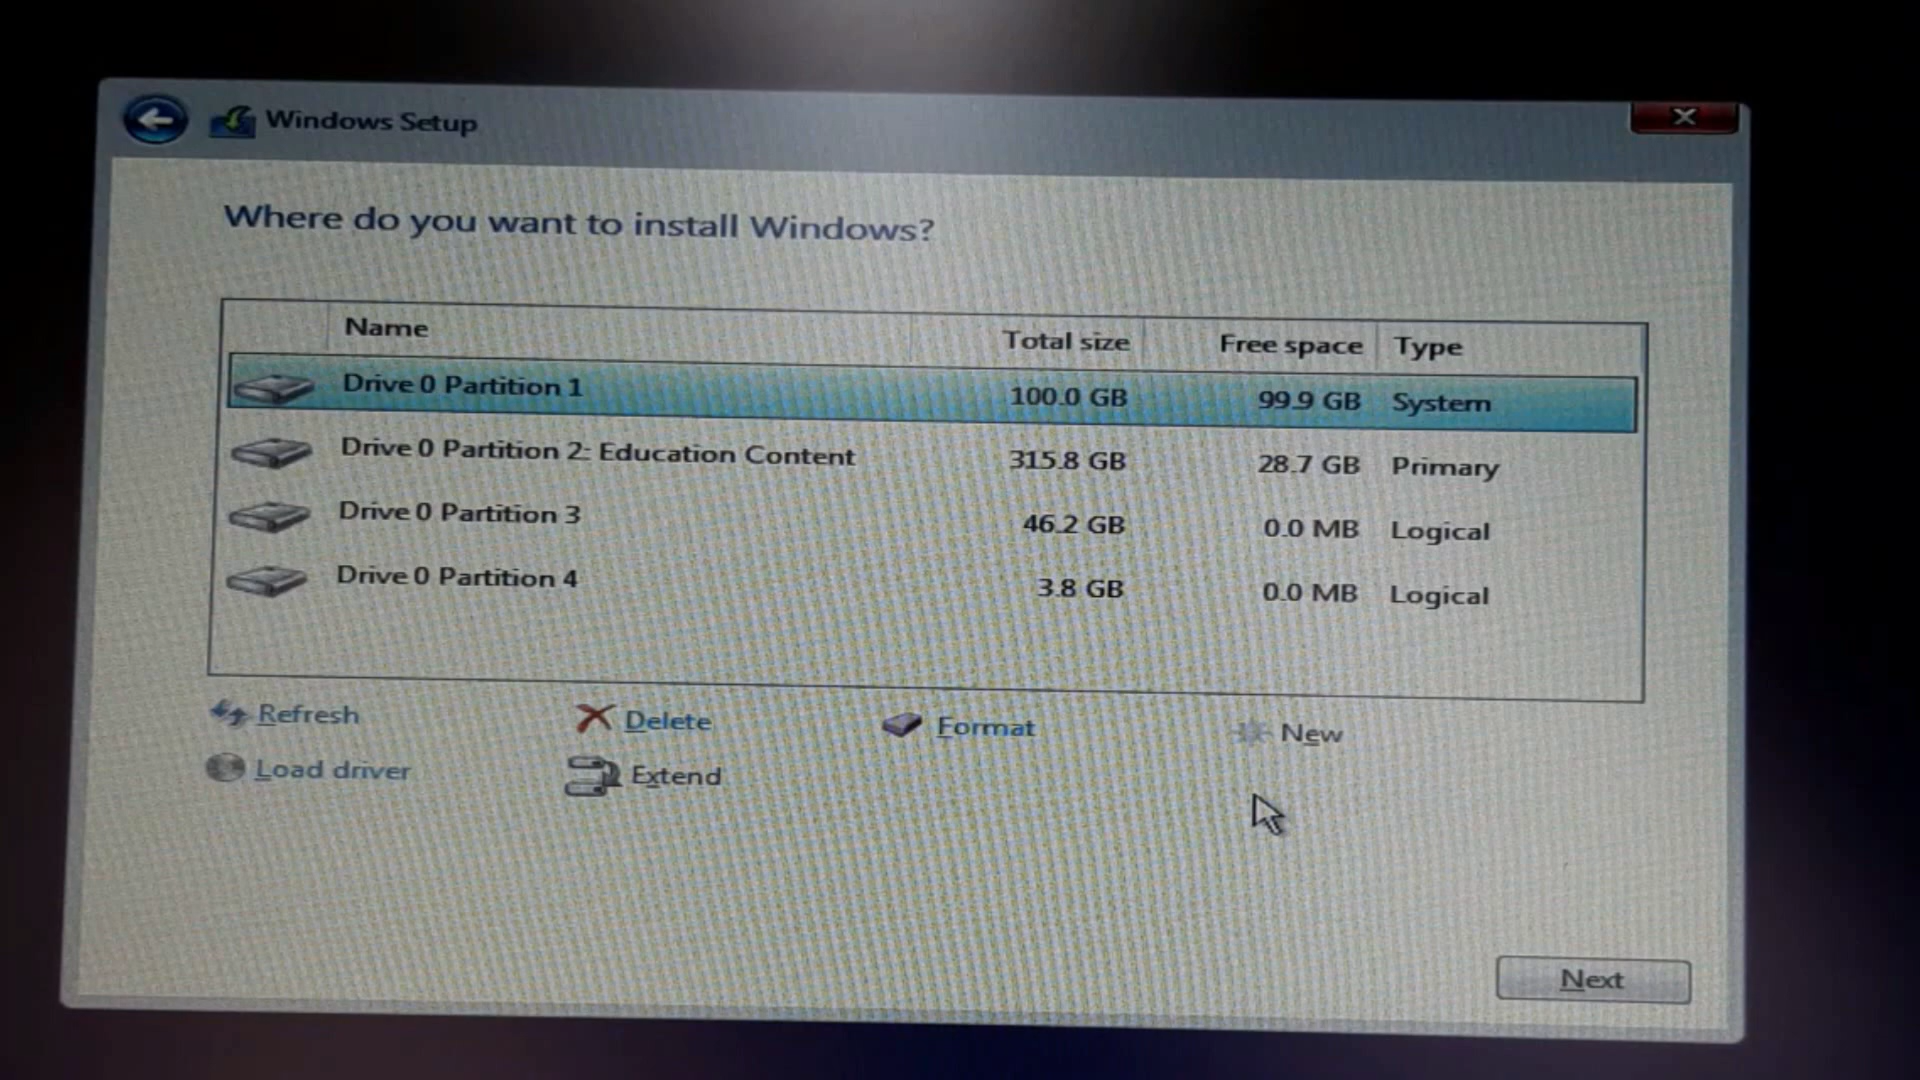 Windows Setup
Where do you want to install Windows?
Name Total size Free space Type
Drive 0 Partition 1 100.0 GB 99.9 GB System
Drive 0 Partition 2: Education Content 315.8 GB 28.7 GB Primary
Drive 0 Partition 3 46.2 GB 0.0 MB Logical
Drive 0 Partition 4 3.8 GB 0.0 MB Logical
Refresh Delete Format New
Load driver Extend
Next